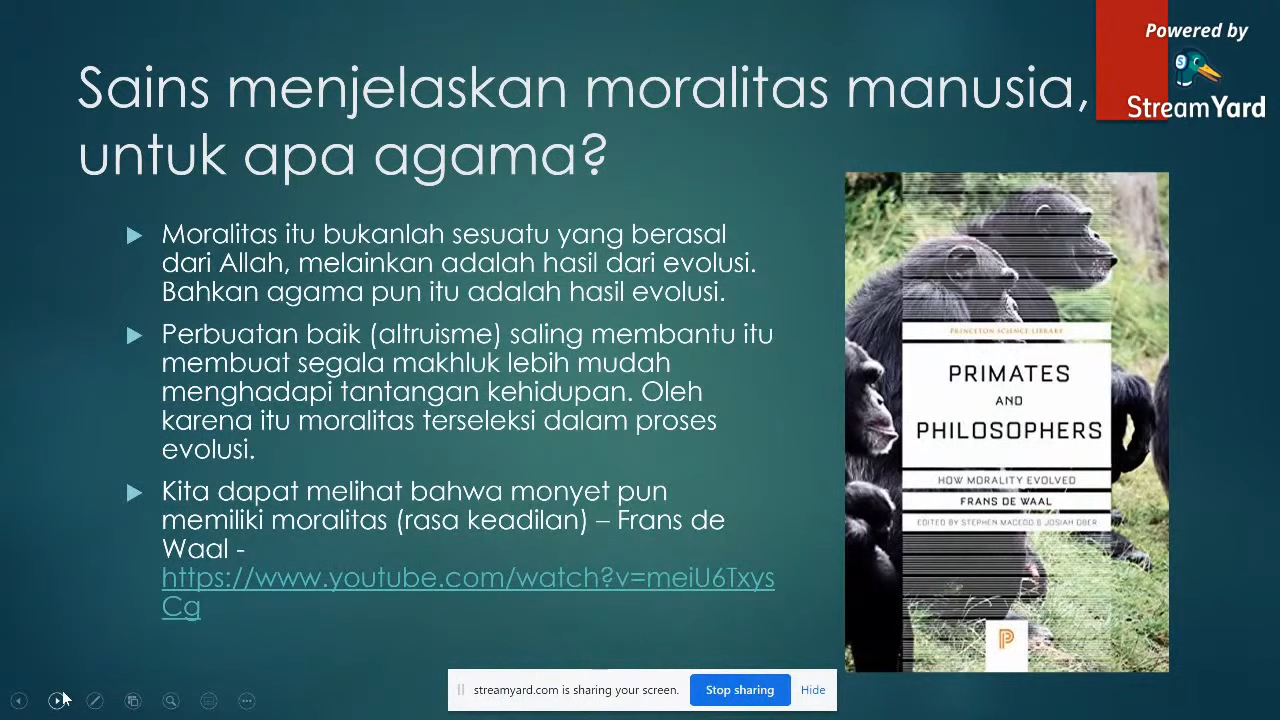 Powered by
StreamYard
Sains menjelaskan moralitas manusia,
untuk apa agama?
Moralitas itu bukanlah sesuatu yang berasal
dari Allah, melainkan adalah hasil dari evolusi.
Bahkan agama pun itu adalah hasil evolusi.
Perbuatan baik (altruisme) saling membantu itu
membuat segala makhluk lebih mudah
menghadapi tantangan kehidupan. Oleh
karena itu moralitas terseleksi dalam proses
evolusi.
Kita dapat melihat bahwa monyet pun
memiliki moralitas (rasa keadilan) – Frans de
Waal -
https://www.youtube.com/watch?v=meiU6Txys
Cg
PRINCETON SCIENCE LIBRARY
PRIMATES
AND
PHILOSOPHERS
HOW MORALITY EVOLVED
FRANS DE WAAL
EDITED BY STEPHEN MACEDO & JOSIAH OBER
streamyard.com is sharing your screen.
Stop sharing
Hide